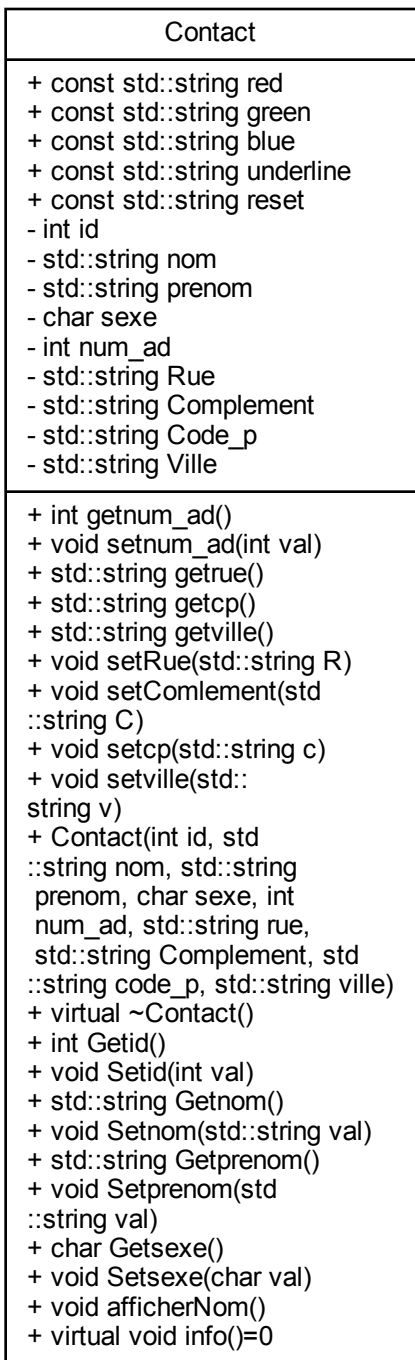 Contact
+ const std::string red
+ const std::string green
+ const std::string blue
+ const std::string underline
+ const std::string reset
- int id
- std::string nom
- std::string prenom
- char sexe
- int num_ad
- std::string Rue
- std::string Complement
- std::string Code_p
- std::string Ville
+ int getnum_ad()
+ void setnum_ad(int val)
+ std::string getrue()
+ std::string getcp()
+ std::string getville()
+ void setRue(std::string R)
+ void setComlement(std
::string C)
+ void setcp(std::string c)
+ void setville(std::
string v)
+ Contact(int id, std
::string nom, std::string
prenom, char sexe, int
num_ad, std::string rue,
std::string Complement, std
::string code_p, std::string ville)
+ virtual ~Contact()
+ int Getid()
+ void Setid(int val)
+ std::string Getnom()
+ void Setnom(std::string val)
+ std::string Getprenom()
+ void Setprenom(std
::string val)
+ char Getsexe()
+ void Setsexe(char val)
+ void afficherNom()
+ virtual void info()=0